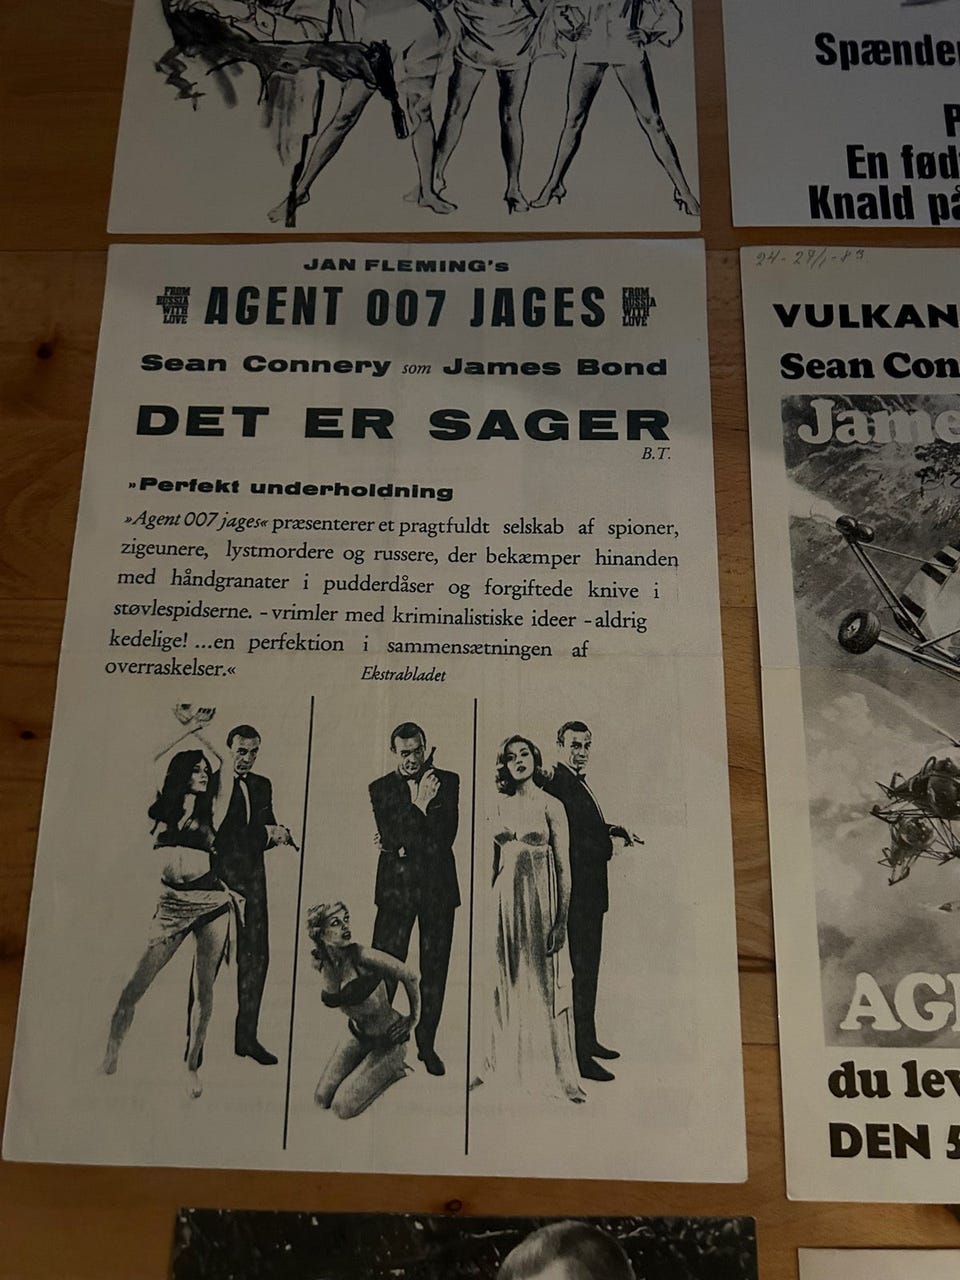 Spænder
P
En fød
Knald på
JAN FLEMING's
FROM RUSSIA WITH LOVE AGENT 007 JAGES FROM RUSSIA WITH LOVE
Sean Connery som James Bond
DET ER SAGER
B.T.
»Perfekt underholdning
»Agent 007 jages« præsenterer et pragtfuldt selskab af spioner,
zigeunere, lystmordere og russere, der bekæmper hinanden
med håndgranater i pudderdåser og forgiftede knive i
støvlespidserne. - vrimler med kriminalistiske ideer - aldrig
kedelige! ...en perfektion i sammensætningen af
overraskelser.« Ekstrabladet
VULKAN
Sean Con
Jame
AGE
du lev
DEN 5